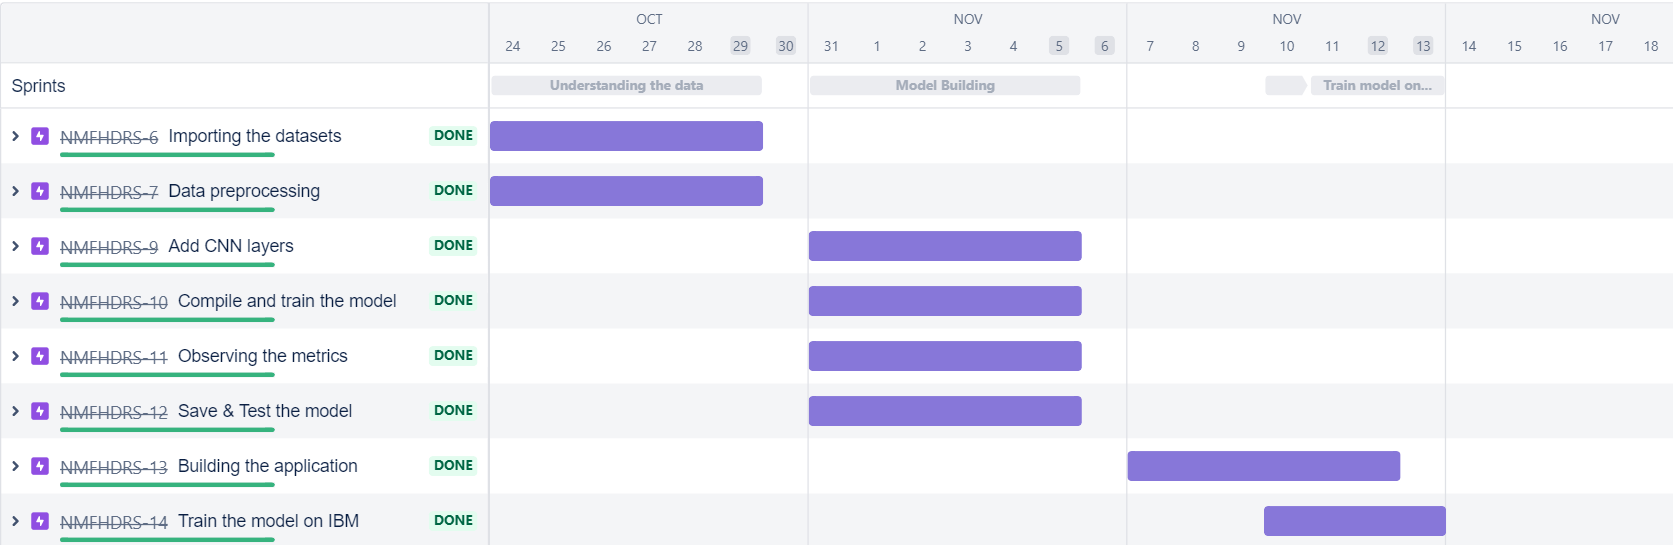 OCT NOV NOV NOV
24 25 26 27 28 29 30 31 1 2 3 4 5 6 7 8 9 10 11 12 13 14 15 16 17 18
Sprints Understanding the data Model Building Train model on...
NMFHDRS-6 Importing the datasets DONE
NMFHDRS-7 Data preprocessing DONE
NMFHDRS-9 Add CNN layers DONE
NMFHDRS-10 Compile and train the model DONE
NMFHDRS-11 Observing the metrics DONE
NMFHDRS-12 Save & Test the model DONE
NMFHDRS-13 Building the application DONE
NMFHDRS-14 Train the model on IBM DONE